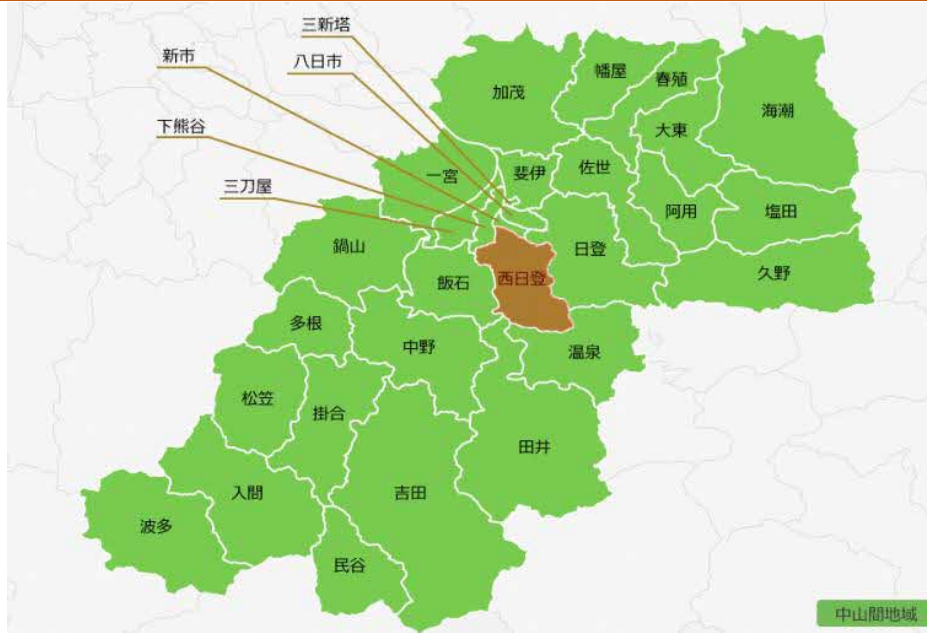 三新塔
新市
八日市
下熊谷
三刀屋
加茂
幡屋
春殖
海潮
大東
一宮
斐伊
佐世
阿用
塩田
鍋山
日登
飯石
西日登
久野
多根
中野
温泉
松笠
掛合
田井
入間
吉田
波多
民谷
中山間地域